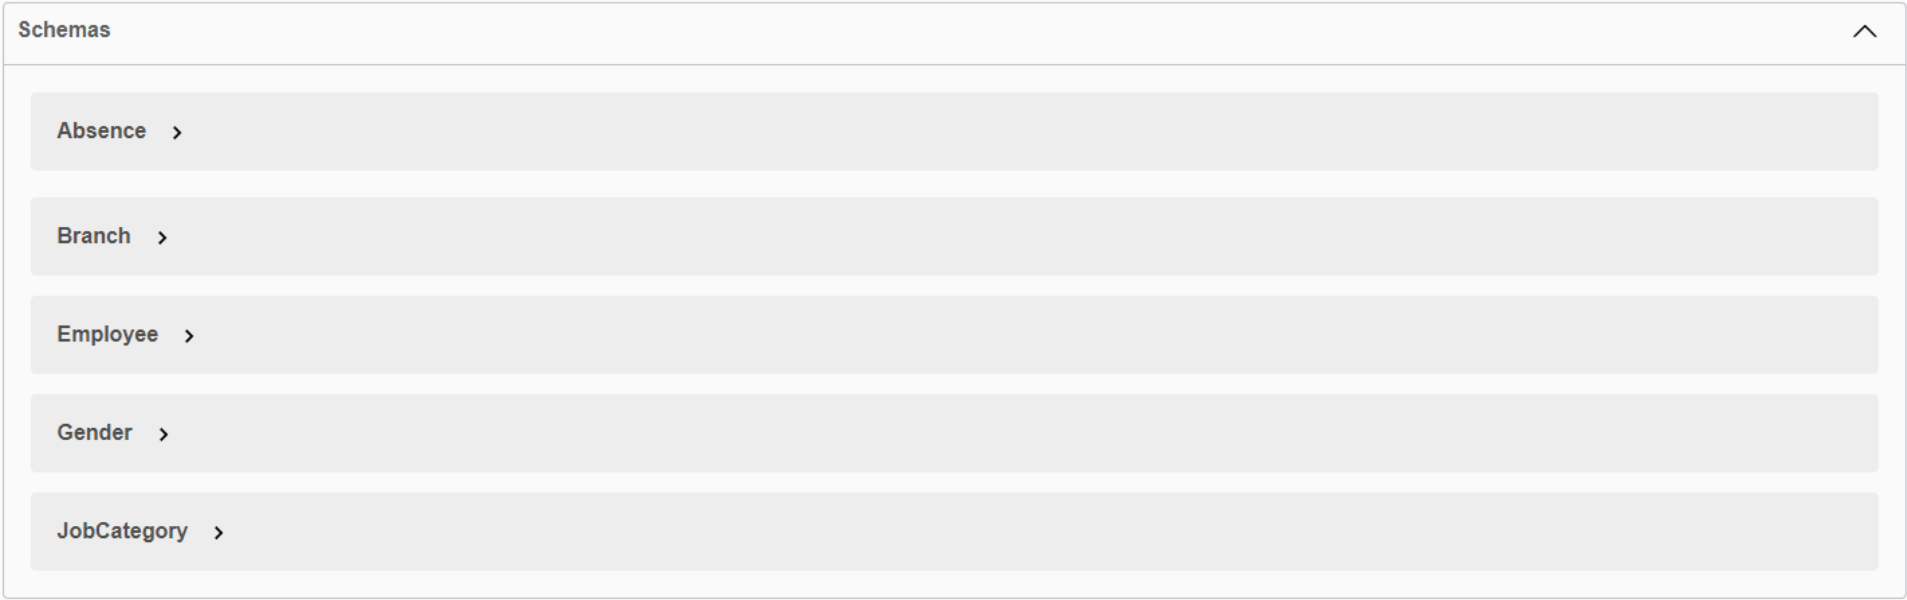 Schemas
Absence
Branch
Employee
Gender
JobCategory